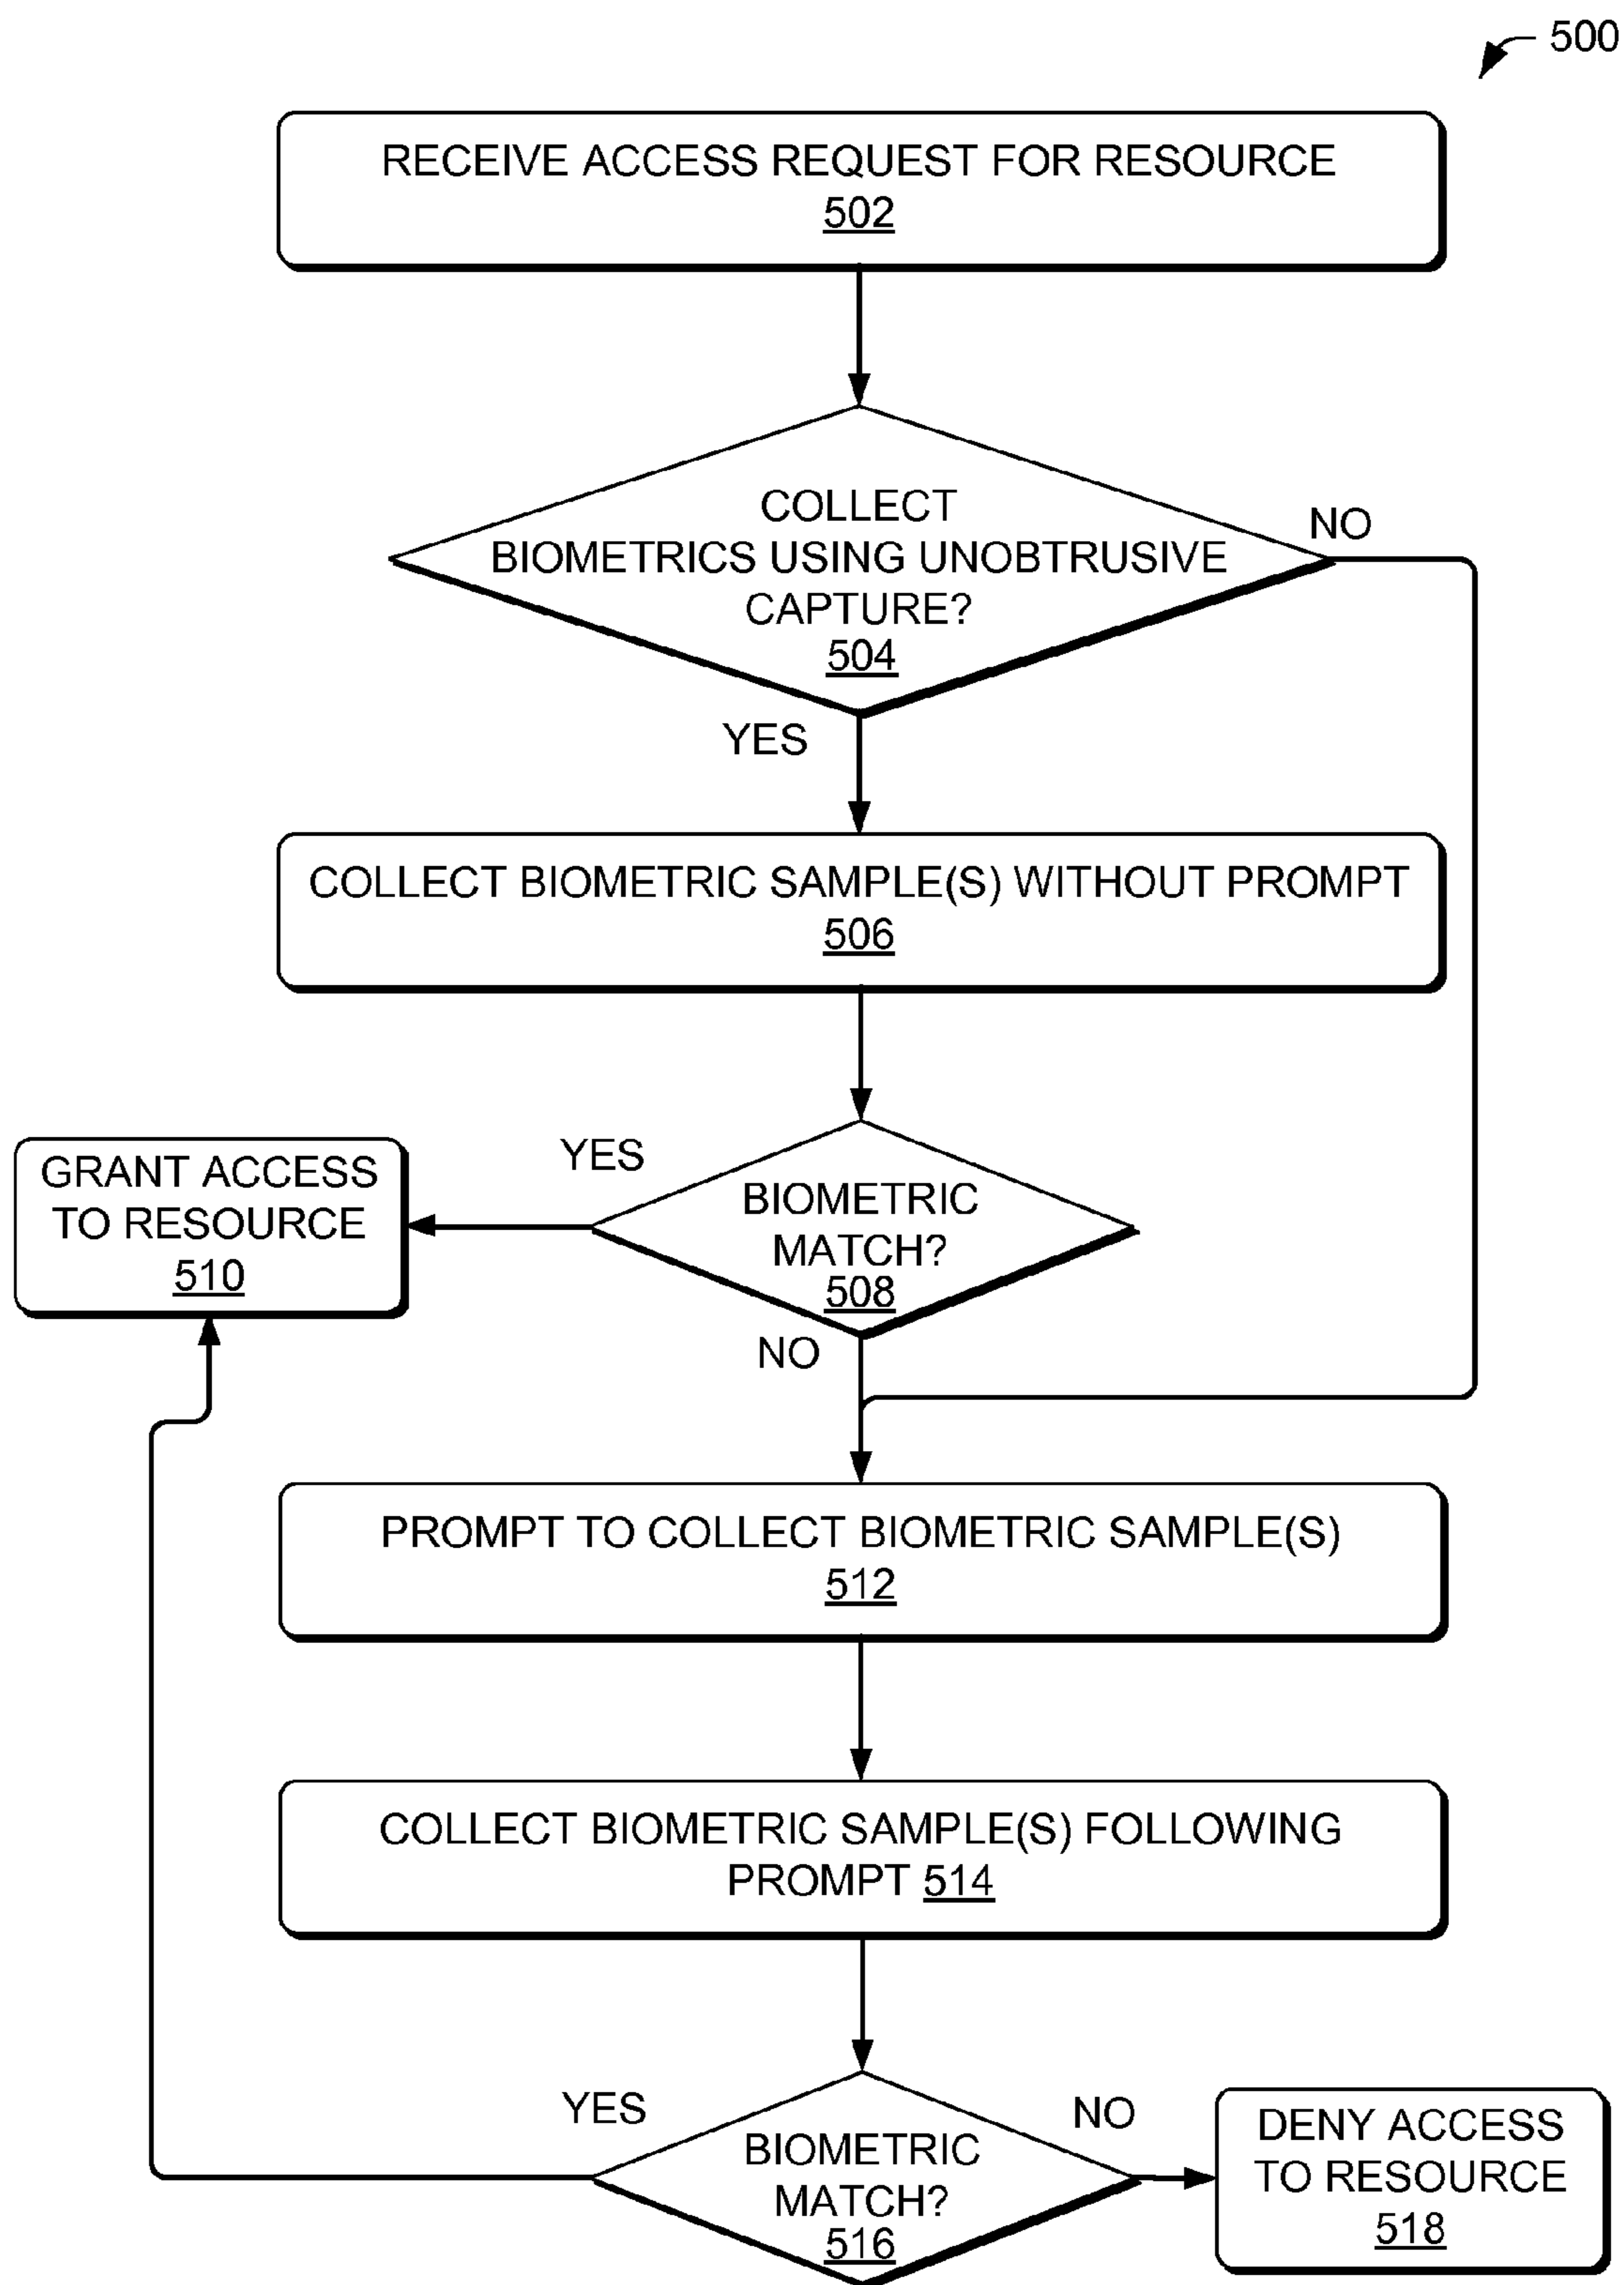 500
RECEIVE ACCESS REQUEST FOR RESOURCE
502
COLLECT
BIOMETRICS USING UNOBTRUSIVE
CAPTURE?
504
NO
YES
COLLECT BIOMETRIC SAMPLE(S) WITHOUT PROMPT
506
GRANT ACCESS
TO RESOURCE
510
YES
BIOMETRIC
MATCH?
508
NO
PROMPT TO COLLECT BIOMETRIC SAMPLE(S)
512
COLLECT BIOMETRIC SAMPLE(S) FOLLOWING
PROMPT 514
YES
BIOMETRIC
MATCH?
516
NO
DENY ACCESS
TO RESOURCE
518